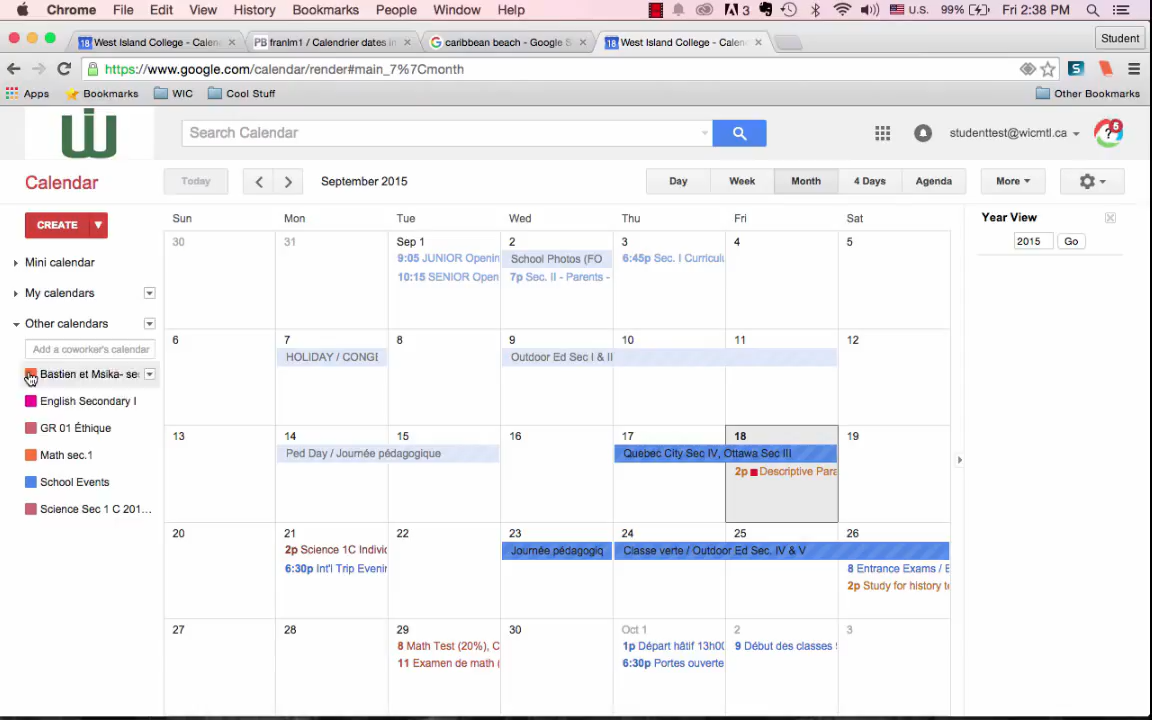 Chrome File Edit View History Bookmarks People Window Help 3 U.S. 99% Fri 2:38 PM
18 West Island College - Calen PB franlm1 / Calendrier dates in G caribbean beach - Google S 18 West Island College - Calen Student
https://www.google.com/calendar/render#main_7%7Cmonth S
Apps Bookmarks WIC Cool Stuff Other Bookmarks
Search Calendar studenttest@wicmtl.ca
Calendar Today September 2015 Day Week Month 4 Days Agenda More
CREATE
Mini calendar
My calendars
Other calendars
Add a coworker's calendar
Bastien et Msika- se
English Secondary I
GR 01 Éthique
Math sec.1
School Events
Science Sec 1 C 201...
Sun Mon Tue Wed Thu Fri Sat
30 31 Sep 1 2 3 4 5
9:05 JUNIOR Openin School Photos (FO 6:45p Sec. I Curricul
10:15 SENIOR Open 7p Sec. II - Parents -
6 7 8 9 10 11 12
HOLIDAY / CONGÉ Outdoor Ed Sec I & II
13 14 15 16 17 18 19
Ped Day / Journée pédagogique Quebec City Sec IV, Ottawa Sec III
2p Descriptive Para
20 21 22 23 24 25 26
2p Science 1C Indivi Journée pédagogiq Classe verte / Outdoor Ed Sec. IV & V
6:30p Int'l Trip Eveni 8 Entrance Exams / E
2p Study for history t
27 28 29 30 Oct 1 2 3
8 Math Test (20%), C 1p Départ hâtif 13h00 9 Début des classes
11 Examen de math ( 6:30p Portes ouverte
Year View
2015 Go